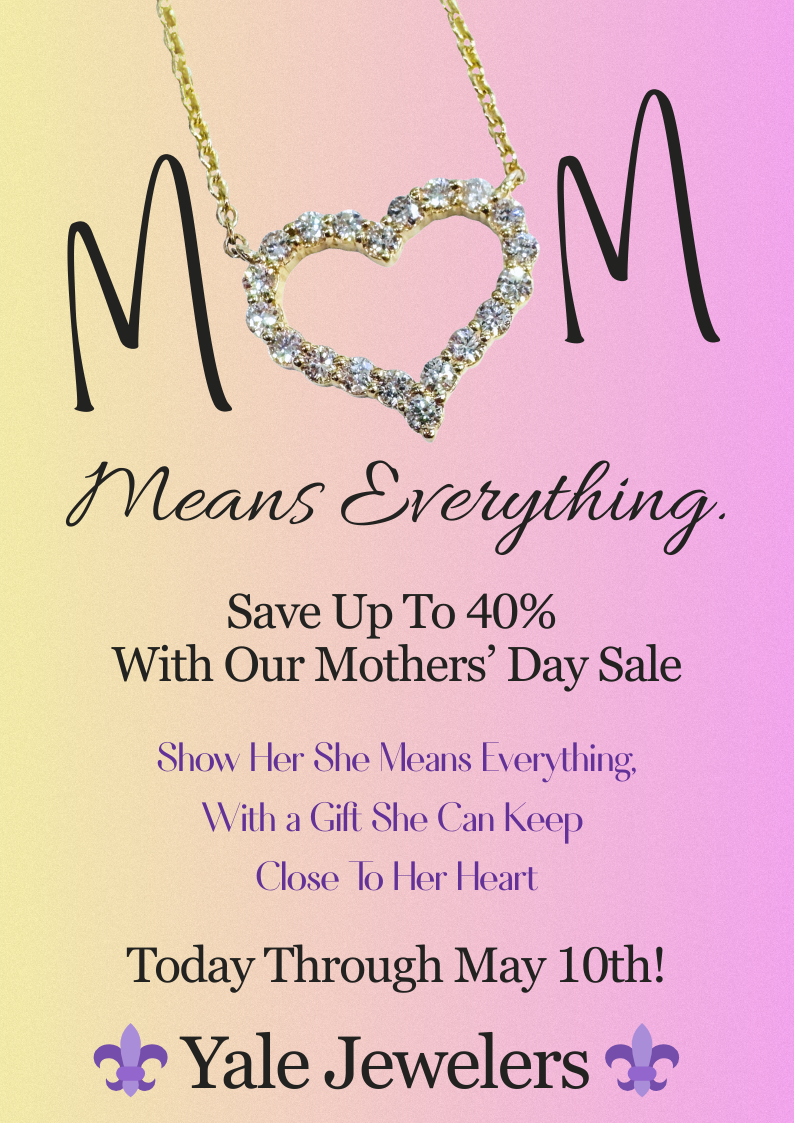 M M
Means Everything.
Save Up To 40%
With Our Mothers’ Day Sale
Show Her She Means Everything,
With a Gift She Can Keep
Close To Her Heart
Today Through May 10th!
Yale Jewelers